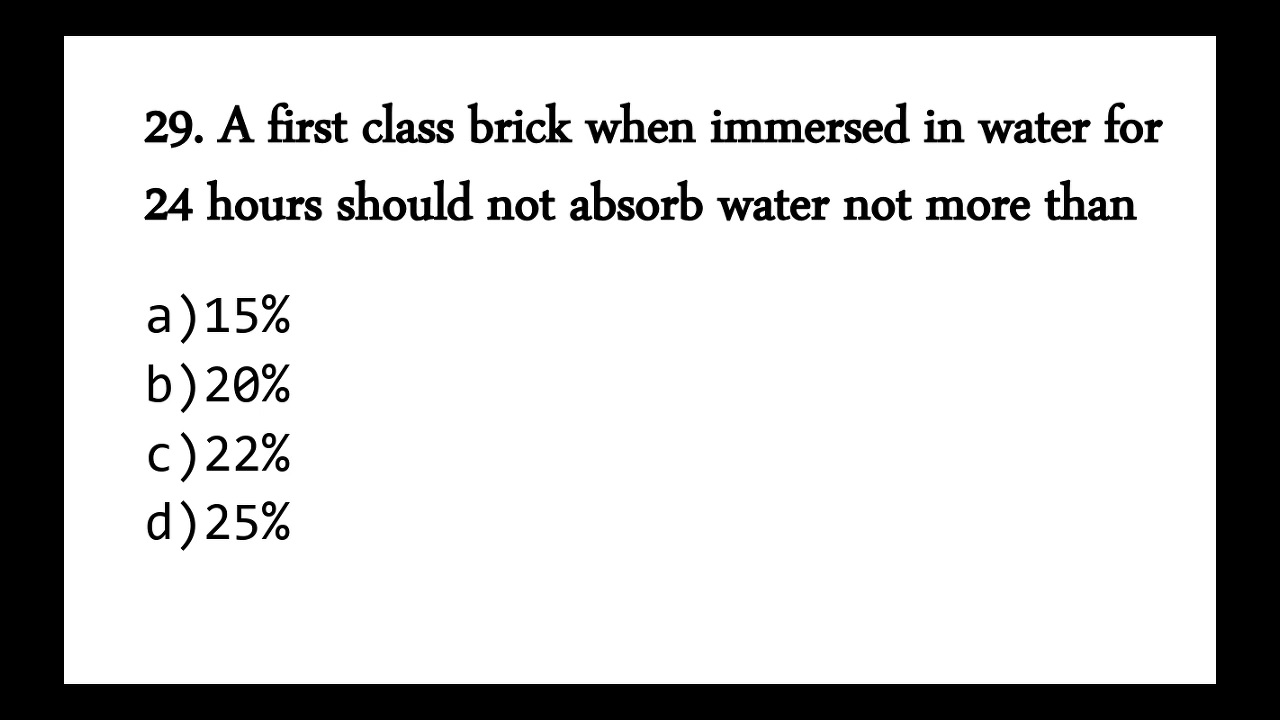 29. A first class brick when immersed in water for
24 hours should not absorb water not more than
a)15%
b)20%
c)22%
d)25%